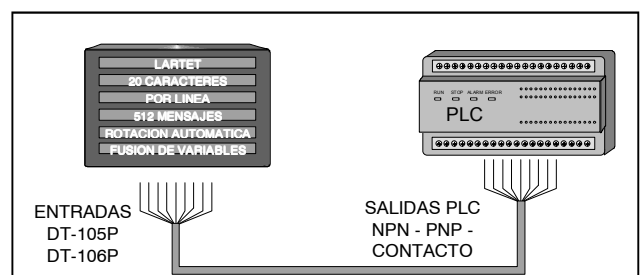 LARTET
20 CARACTERES
POR LINEA
512 MENSAJES
ROTACION AUTOMATICA
FUSION DE VARIABLES
RUN STOP ALARM ERROR
PLC
ENTRADAS
DT-105P
DT-106P
SALIDAS PLC
NPN - PNP -
CONTACTO